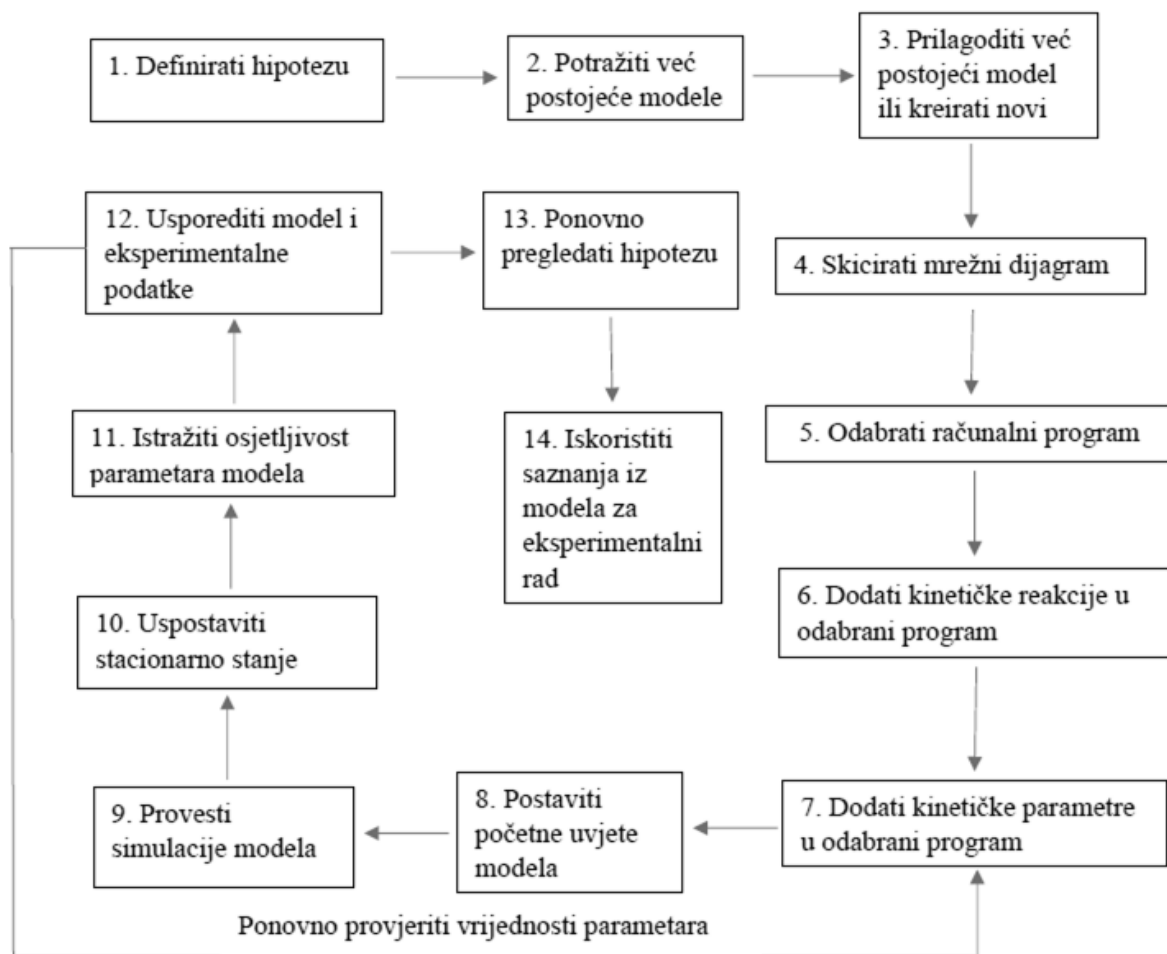 1. Definirati hipotezu
2. Potražiti već
postojeće modele
3. Prilagoditi već
postojeći model
ili kreirati novi
4. Skicirati mrežni dijagram
5. Odabrati računalni program
6. Dodati kinetičke reakcije u
odabrani program
7. Dodati kinetičke parametre
u odabrani program
8. Postaviti
početne uvjete
modela
9. Provesti
simulacije modela
10. Uspostaviti
stacionarno stanje
11. Istražiti osjetljivost
parametara modela
12. Usporediti model i
eksperimentalne
podatke
13. Ponovno
pregledati hipotezu
14. Iskoristiti
saznanja iz
modela za
eksperimentalni
rad
Ponovno provjeriti vrijednosti parametara